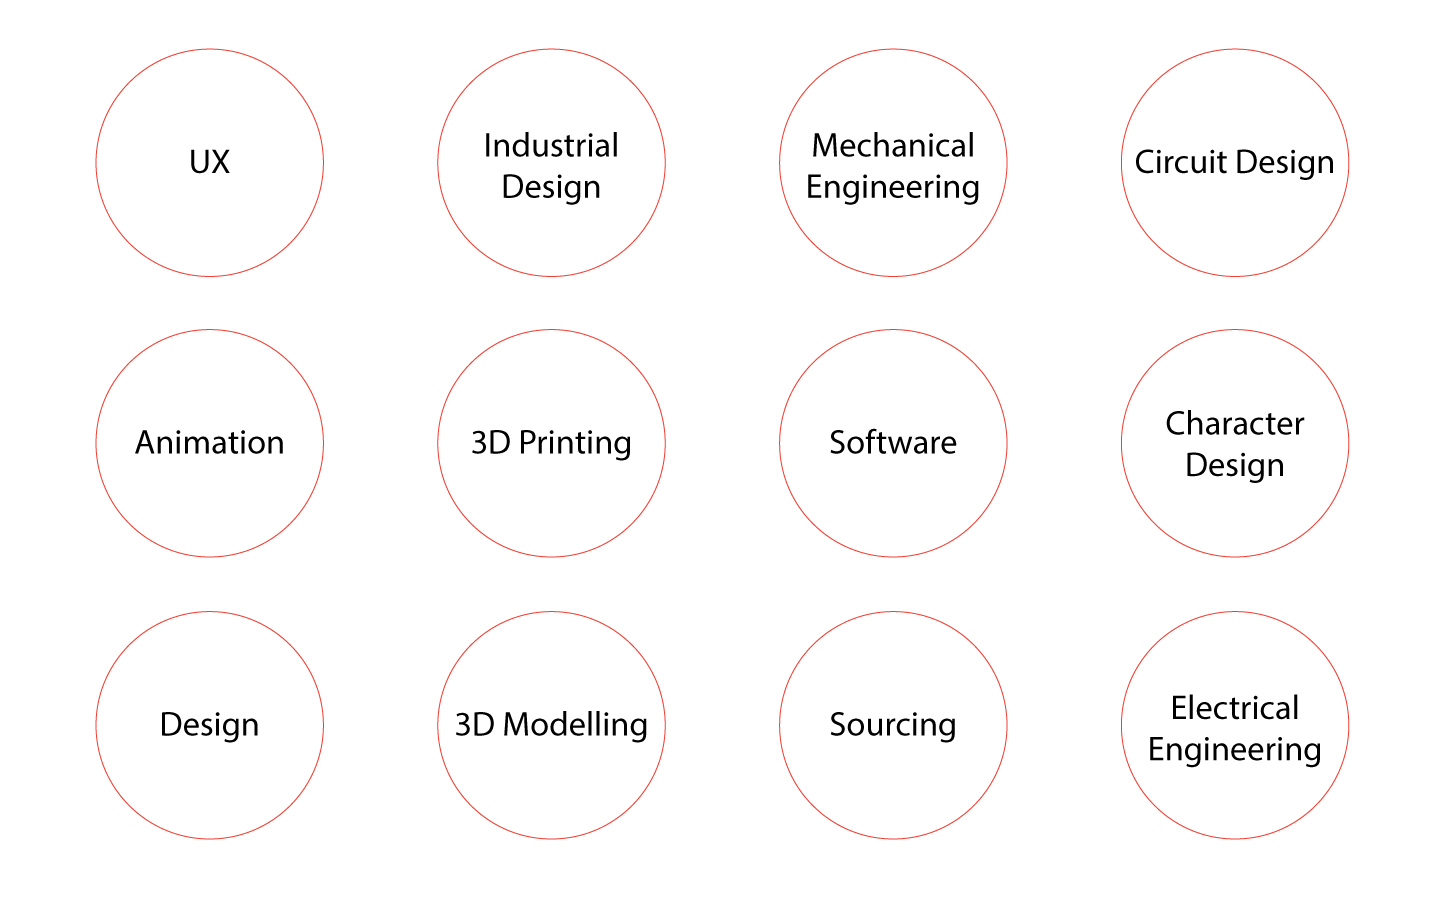 UX
Industrial
Design
Mechanical
Engineering
Circuit Design
Animation
3D Printing
Software
Character
Design
Design
3D Modelling
Sourcing
Electrical
Engineering